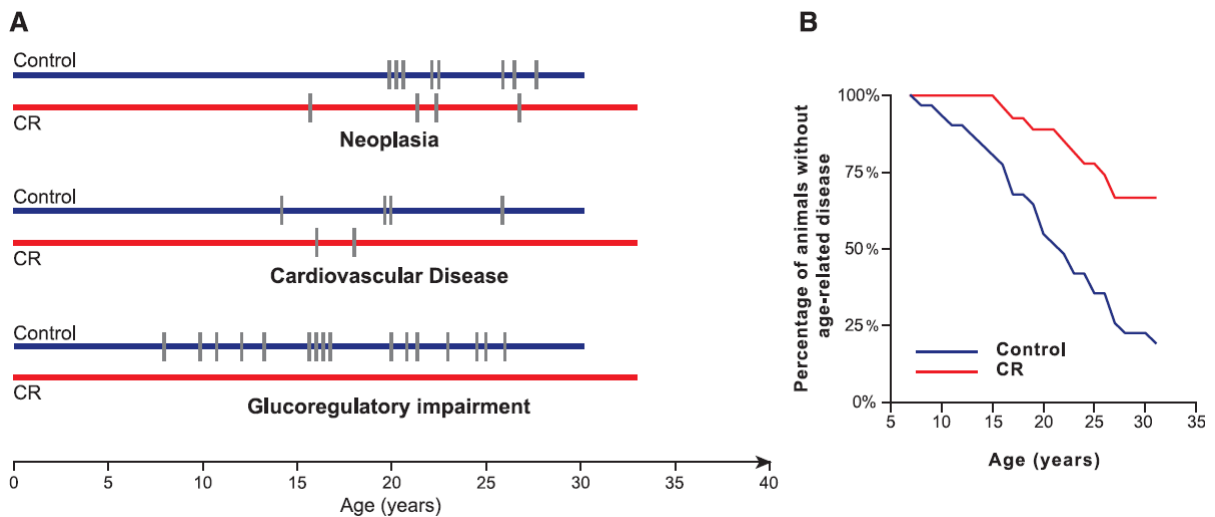 A
Control
CR
Neoplasia
Control
CR
Cardiovascular Disease
Control
CR
Glucoregulatory impairment
0 5 10 15 20 25 30 35 40
Age (years)
B
Percentage of animals without
age-related disease
100%
75%
50%
25%
0%
Control
CR
5 10 15 20 25 30 35
Age (years)